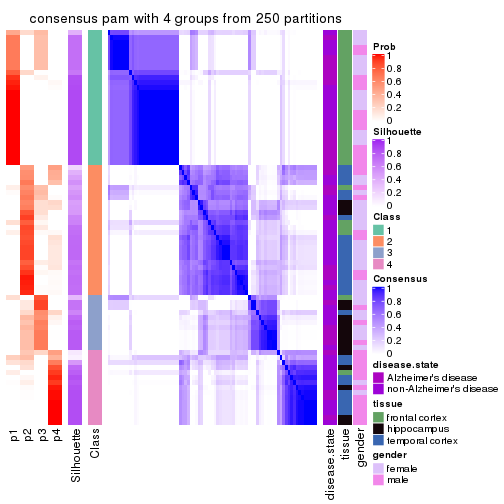 consensus pam with 4 groups from 250 partitions
Prob
1
0.8
0.6
0.4
0.2
0
Silhouette
1
0.8
0.6
0.4
0.2
0
Class
1
2
3
4
Consensus
1
0.8
0.6
0.4
0.2
0
disease.state
Alzheimer's disease
non-Alzheimer's disease
tissue
frontal cortex
hippocampus
temporal cortex
gender
female
male
p1
p2
p3
p4
Silhouette
Class
disease.state
tissue
gender